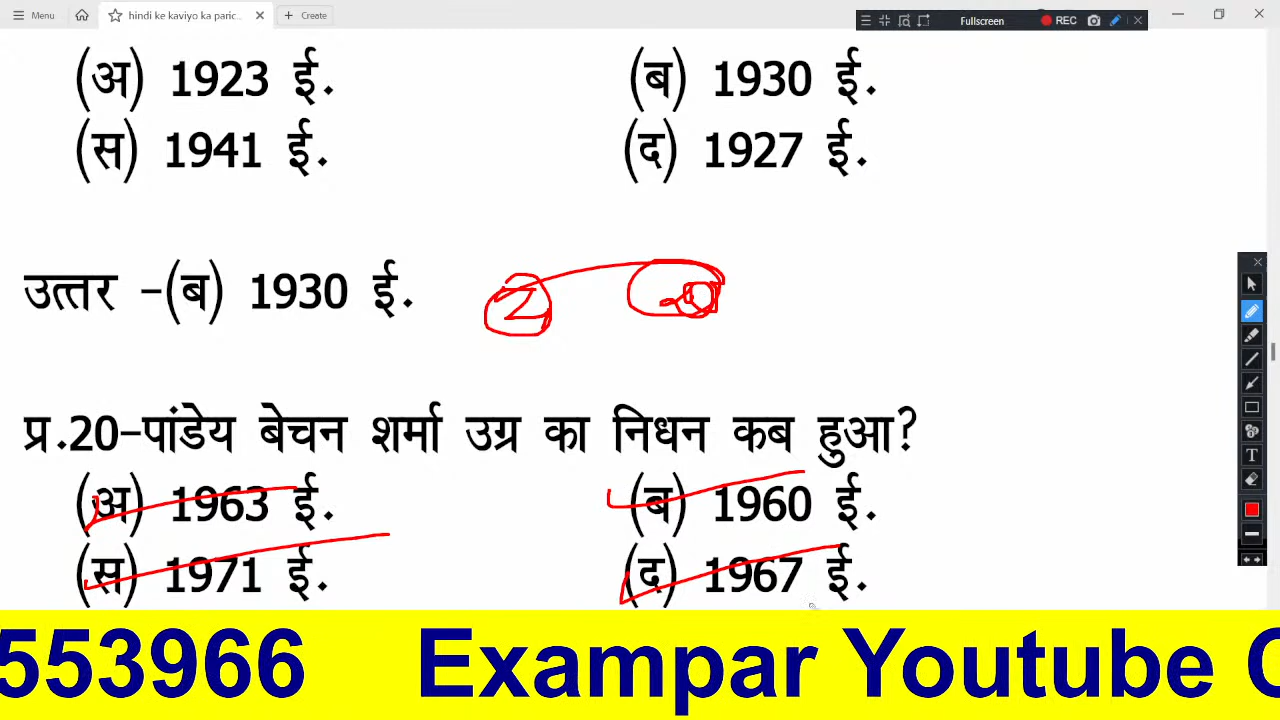 Menu hindi ke kaviyo ka paric... × + Create Fullscreen REC
(अ) 1923 ई. (ब) 1930 ई.
(स) 1941 ई. (द) 1927 ई.
उत्तर -(ब) 1930 ई. 2
प्र.20-पांडेय बेचन शर्मा उग्र का निधन कब हुआ?
(अ) 1963 ई. (ब) 1960 ई.
(स) 1971 ई. (द) 1967 ई.
553966 Exampar Youtube C